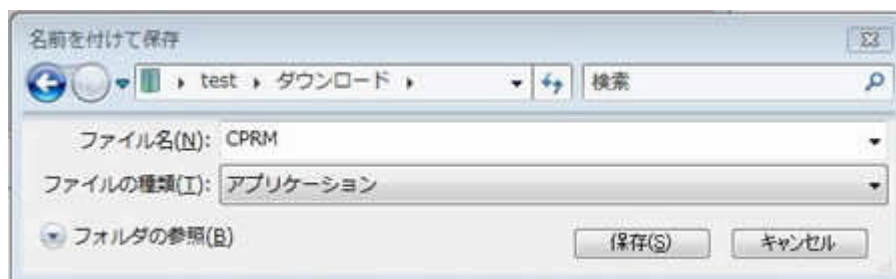 名前を付けて保存
test ダウンロード 検索
ファイル名(N): CPRM
ファイルの種類(T): アプリケーション
フォルダの参照(B) 保存(S) キャンセル